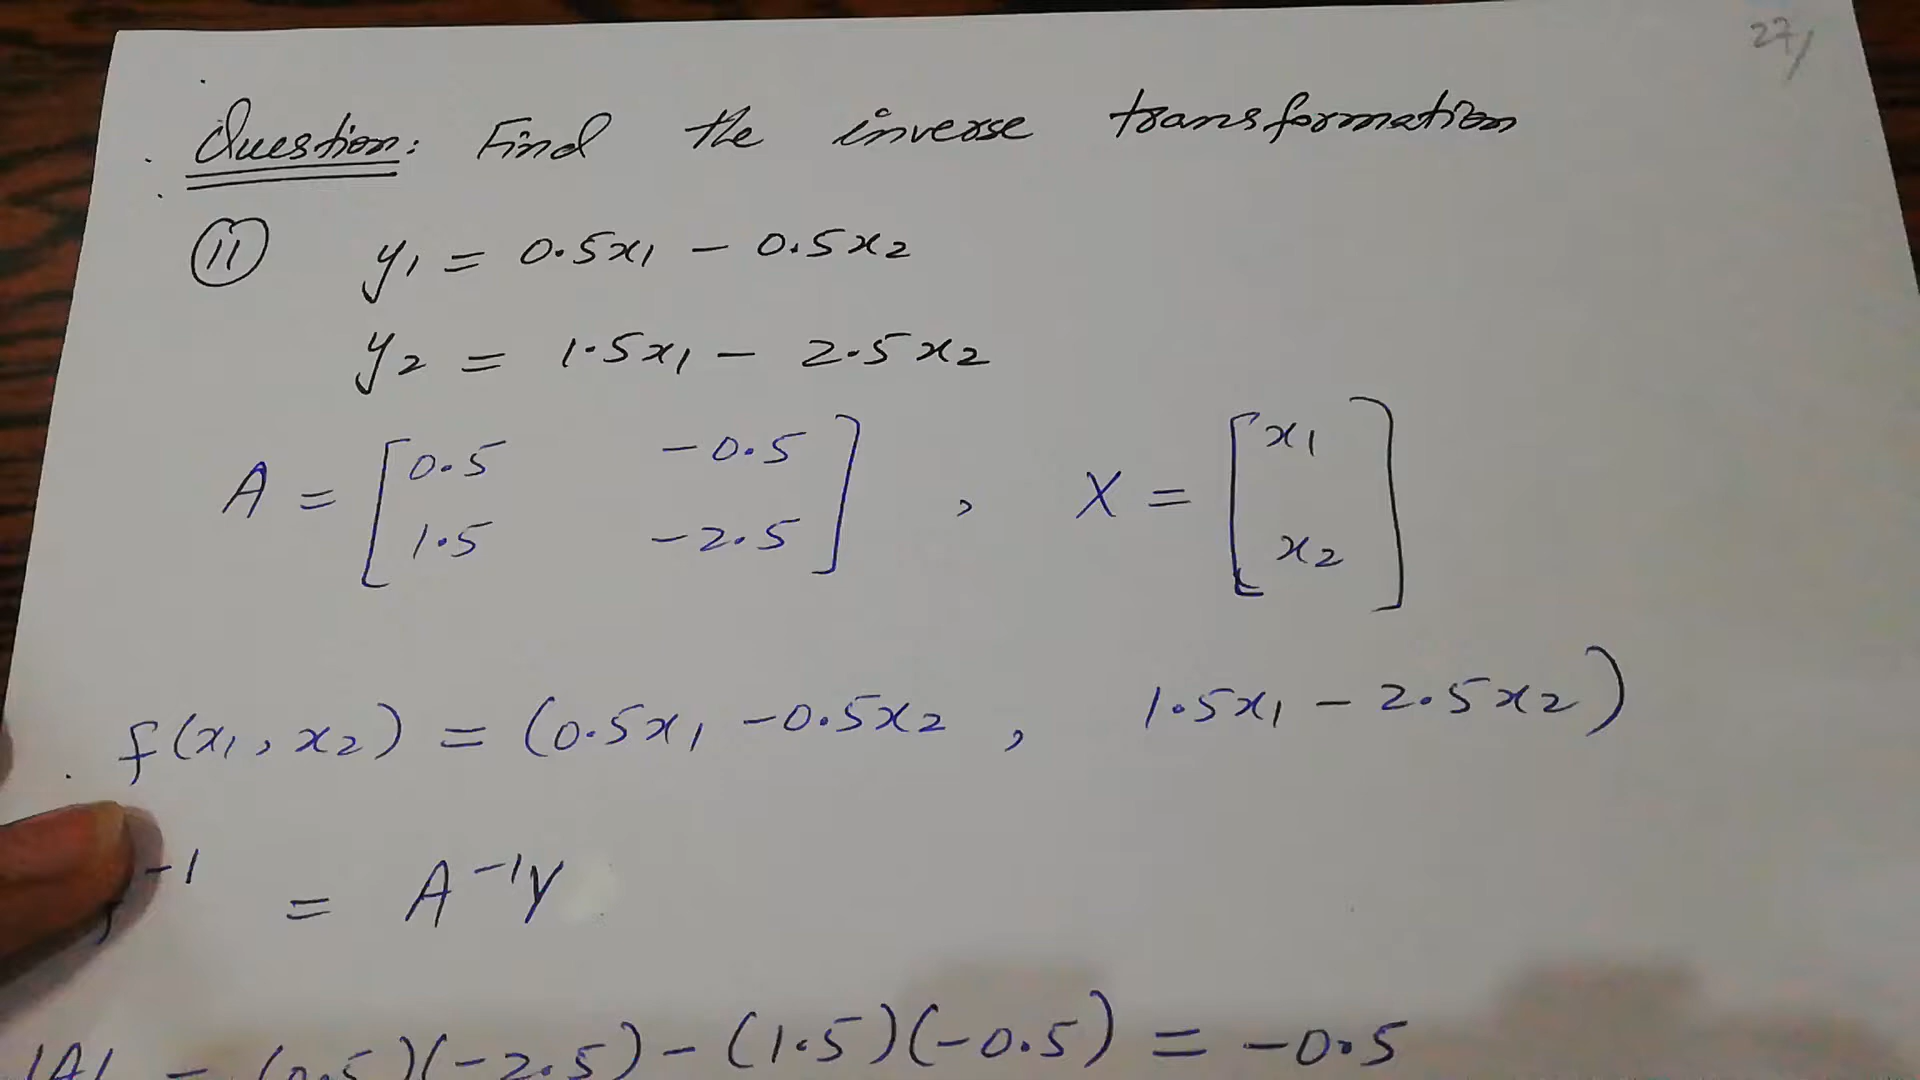 27/
Question: Find the inverse transformation
11 y1 = 0.5x1 - 0.5x2
y2 = 1.5x1 - 2.5x2
A = [0.5 -0.5
1.5 -2.5] , X = [x1
x2]
f(x1, x2) = (0.5x1 - 0.5x2 , 1.5x1 - 2.5x2)
-1 = A⁻¹Y
|A| = (0.5)(-2.5) - (1.5)(-0.5) = -0.5